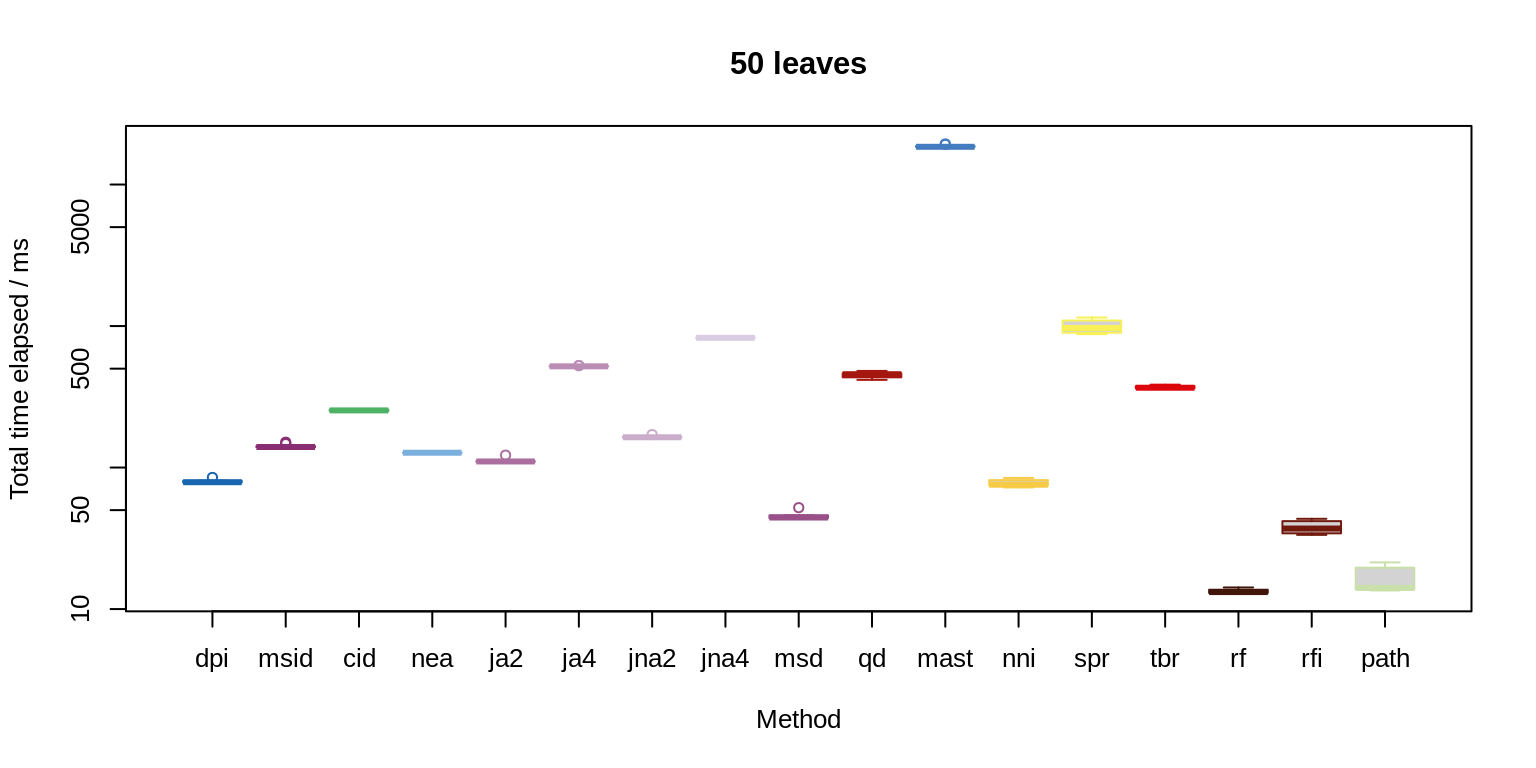 50 leaves
Total time elapsed / ms
5000
500
50
10
dpi msid cid nea ja2 ja4 jna2 jna4 msd qd mast nni spr tbr rf rfi path
Method